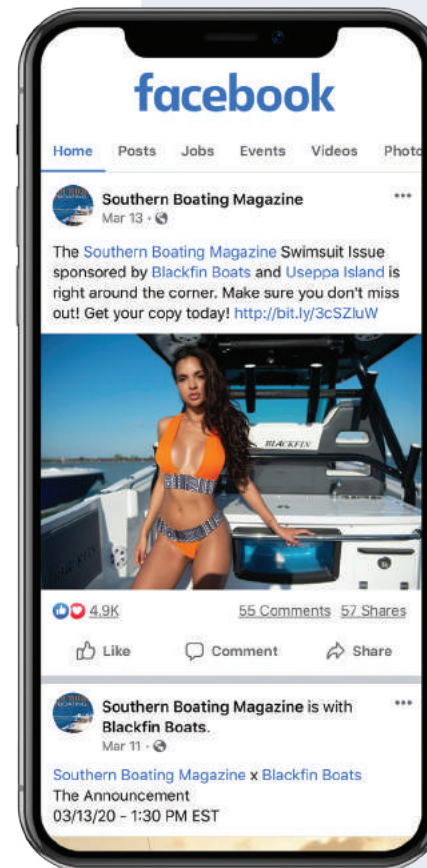 facebook
Home Posts Jobs Events Videos Photo
Southern Boating Magazine
Mar 13 ·
The Southern Boating Magazine Swimsuit Issue
sponsored by Blackfin Boats and Useppa Island is
right around the corner. Make sure you don't miss
out! Get your copy today! http://bit.ly/3cSZluW
BLACKFIN
BLACKFIN
4.9K 55 Comments 57 Shares
Like Comment Share
Southern Boating Magazine is with
Blackfin Boats.
Mar 11 ·
Southern Boating Magazine x Blackfin Boats
The Announcement
03/13/20 - 1:30 PM EST